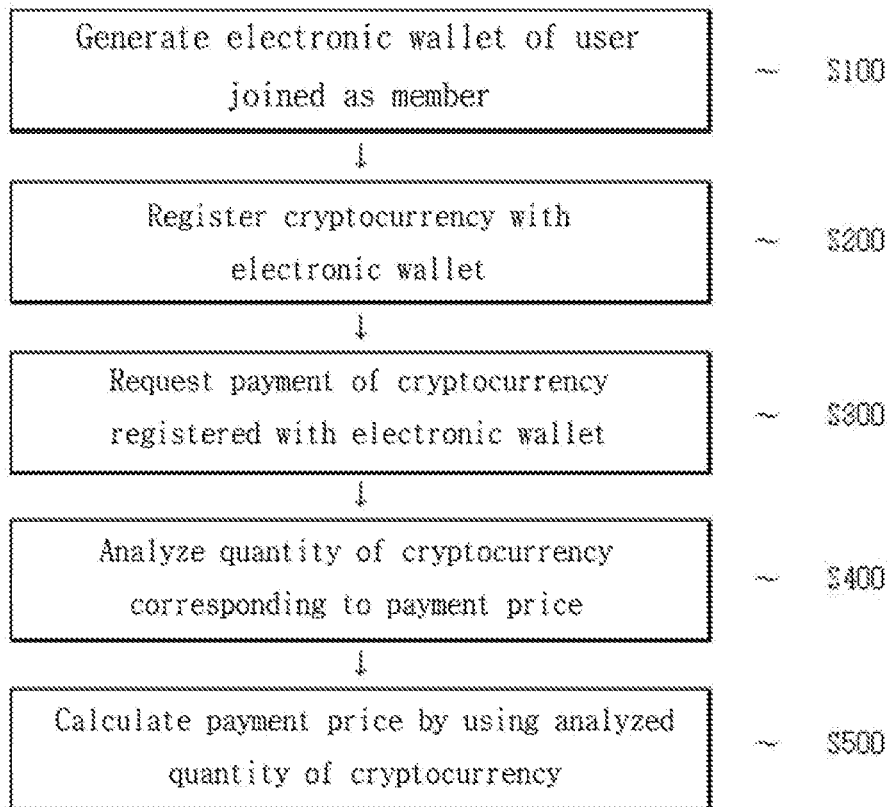 Generate electronic wallet of user
joined as member
~ S100
↓
Register cryptocurrency with
electronic wallet
~ S200
↓
Request payment of cryptocurrency
registered with electronic wallet
~ S300
↓
Analyze quantity of cryptocurrency
corresponding to payment price
~ S400
↓
Calculate payment price by using analyzed
quantity of cryptocurrency
~ S500